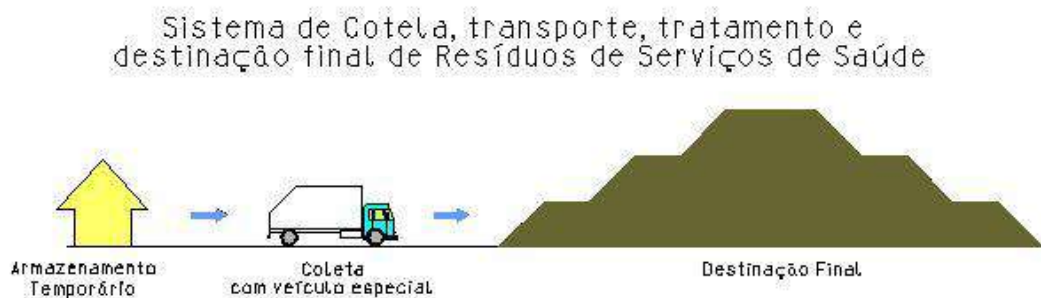 Sistema de Cotela, transporte, tratamento e
destinação final de Resíduos de Serviços de Saúde
Armazenamento
Temporário
Coleta
com veículo especial
Destinação Final